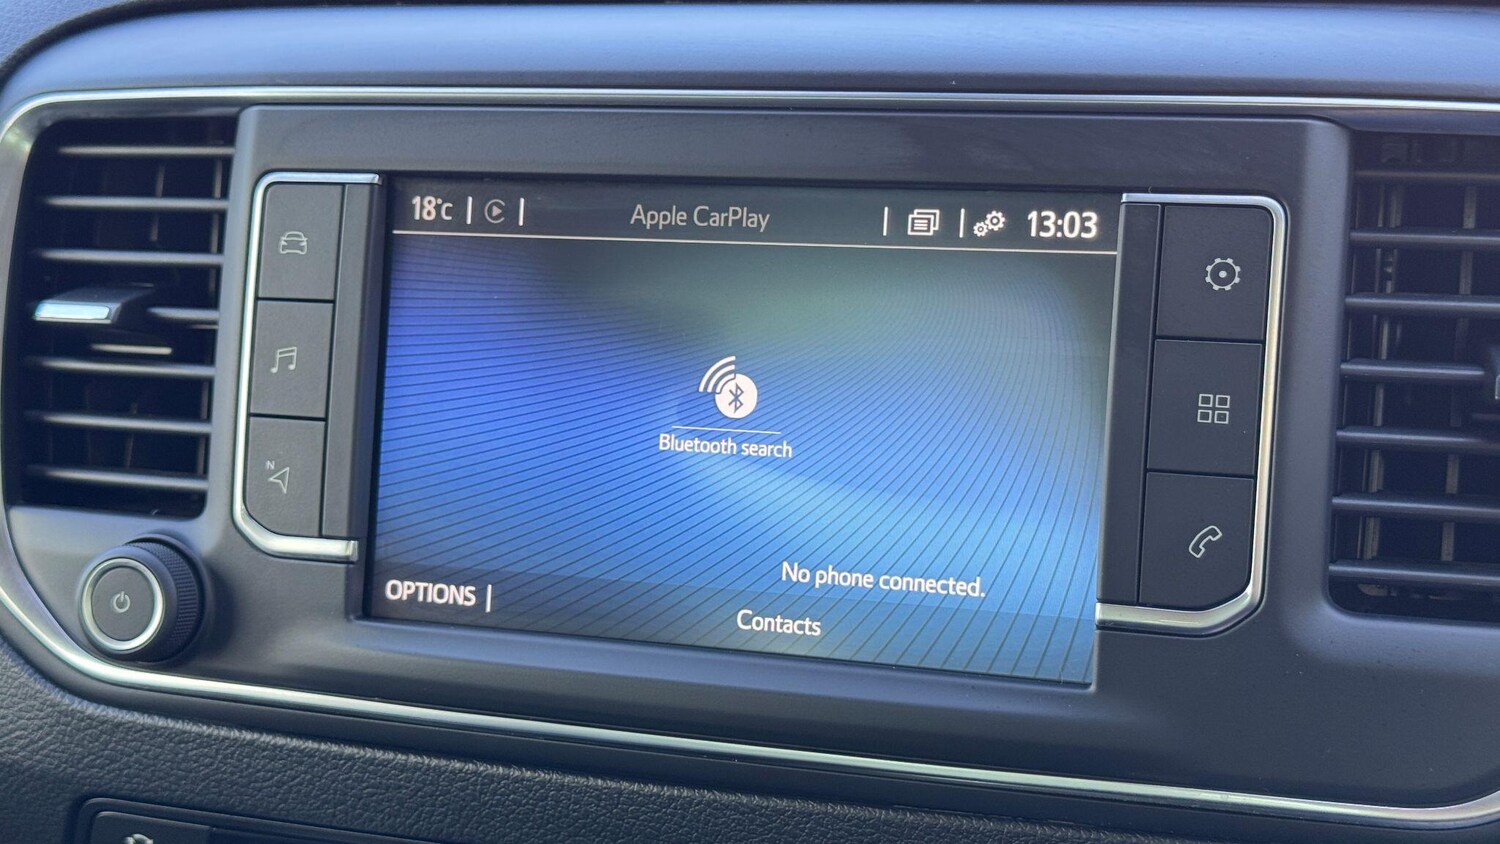 18°C
Apple CarPlay
13:03
Bluetooth search
No phone connected.
OPTIONS
Contacts
N